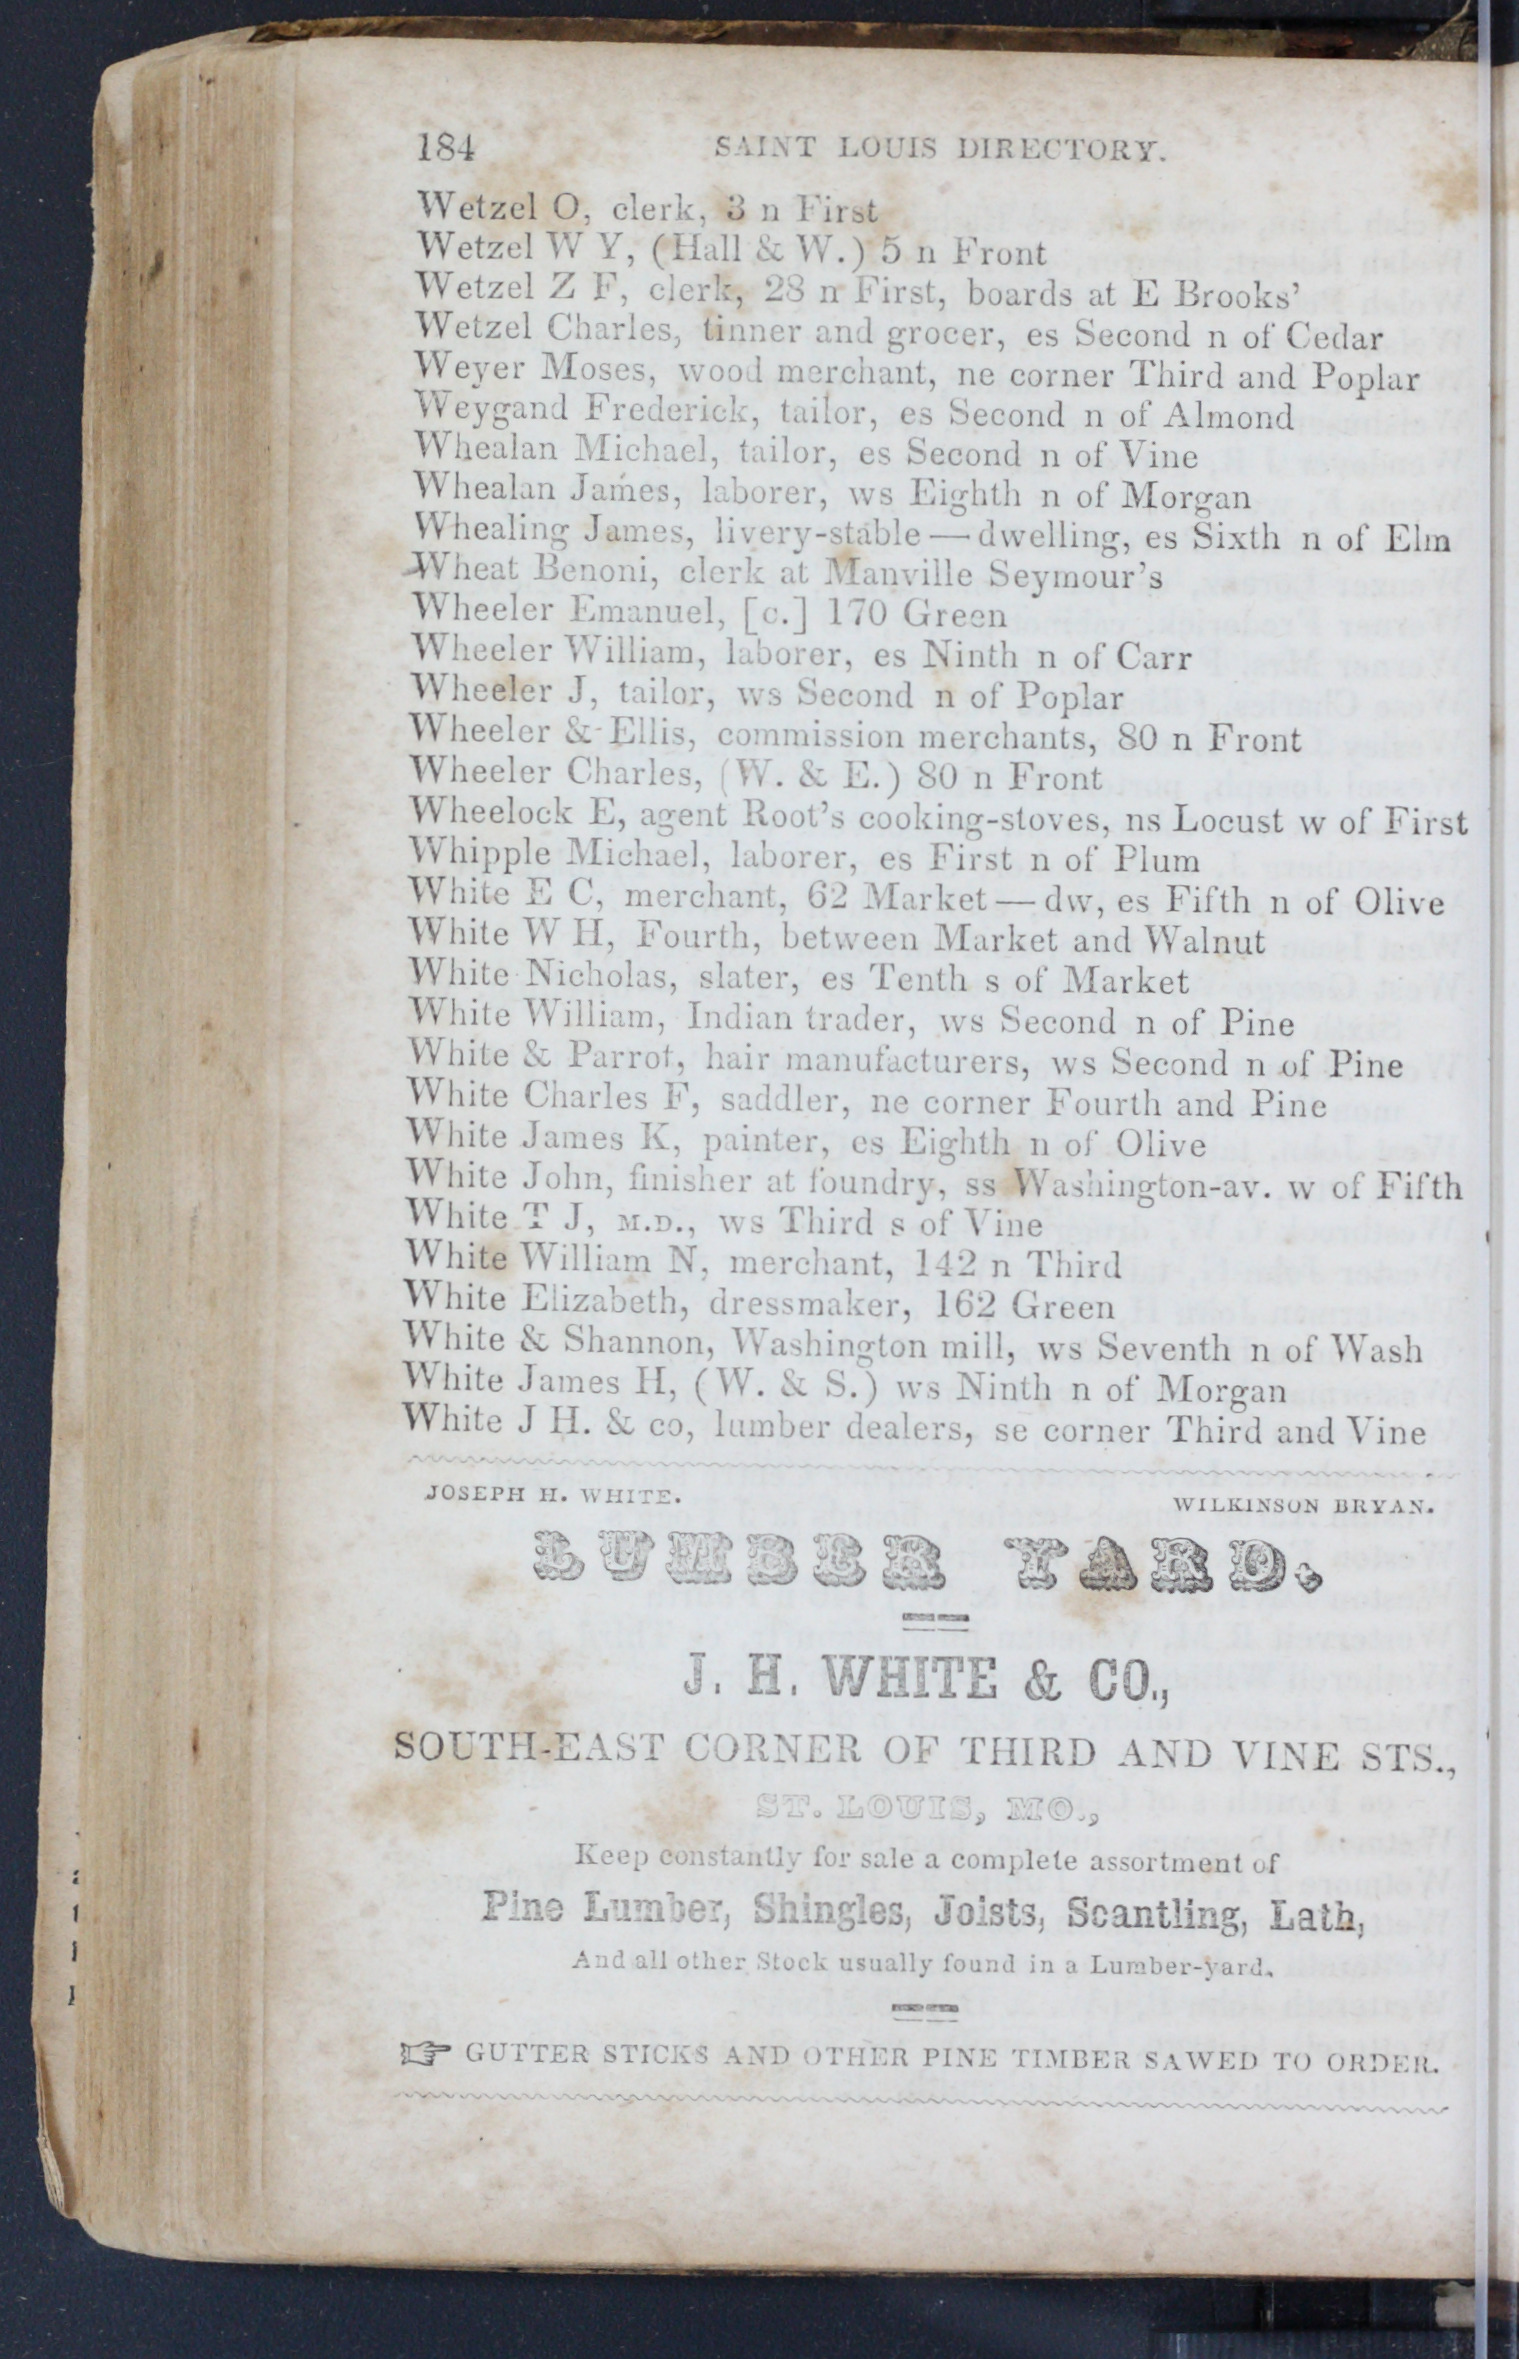 184 SAINT LOUIS DIRECTORY.
Wetzel O, clerk, 3 n First
Wetzel W Y, (Hall & W.) 5 n Front
Wetzel Z F, clerk, 28 n First, boards at E Brooks'
Wetzel Charles, tinner and grocer, es Second n of Cedar
Weyer Moses, wood merchant, ne corner Third and Poplar
Weygand Frederick, tailor, es Second n of Almond
Whealan Michael, tailor, es Second n of Vine
Whealan James, laborer, ws Eighth n of Morgan
Whealing James, livery-stable — dwelling, es Sixth n of Elm
Wheat Benoni, clerk at Manville Seymour's
Wheeler Emanuel, [c.] 170 Green
Wheeler William, laborer, es Ninth n of Carr
Wheeler J, tailor, ws Second n of Poplar
Wheeler & Ellis, commission merchants, 80 n Front
Wheeler Charles, (W. & E.) 80 n Front
Wheelock E, agent Root's cooking-stoves, ns Locust w of First
Whipple Michael, laborer, es First n of Plum
White E C, merchant, 62 Market — dw, es Fifth n of Olive
White W H, Fourth, between Market and Walnut
White Nicholas, slater, es Tenth s of Market
White William, Indian trader, ws Second n of Pine
White & Parrot, hair manufacturers, ws Second n of Pine
White Charles F, saddler, ne corner Fourth and Pine
White James K, painter, es Eighth n of Olive
White John, finisher at foundry, ss Washington-av. w of Fifth
White T J, M.D., ws Third s of Vine
White William N, merchant, 142 n Third
White Elizabeth, dressmaker, 162 Green
White & Shannon, Washington mill, ws Seventh n of Wash
White James H, (W. & S.) ws Ninth n of Morgan
White J H. & co, lumber dealers, se corner Third and Vine
JOSEPH H. WHITE. WILKINSON BRYAN.
LUMBER YARD.
J. H. WHITE & CO.,
SOUTH-EAST CORNER OF THIRD AND VINE STS.,
ST. LOUIS, MO.,
Keep constantly for sale a complete assortment of
Pine Lumber, Shingles, Joists, Scantling, Lath,
And all other Stock usually found in a Lumber-yard.
☞ GUTTER STICKS AND OTHER PINE TIMBER SAWED TO ORDER.